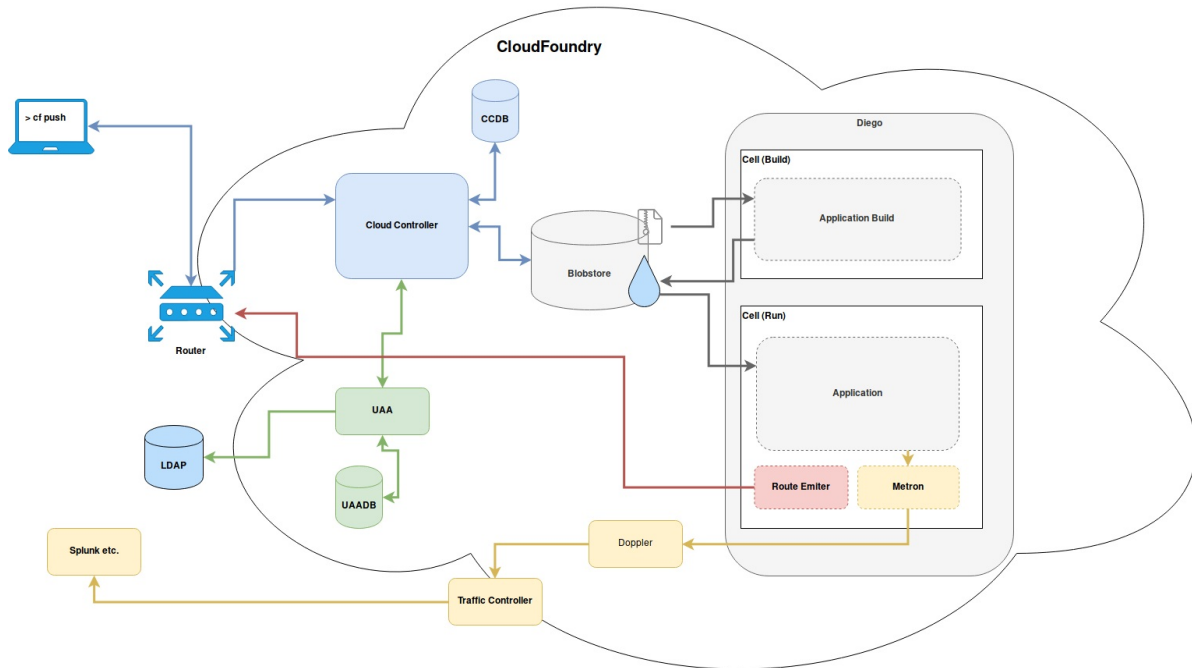 CloudFoundry
> cf push
CCDB
Diego
Cell (Build)
Application Build
Cloud Controller
Blobstore
Cell (Run)
Router
Application
UAA
LDAP
UAADB
Route Emiter
Metron
Doppler
Splunk etc.
Traffic Controller